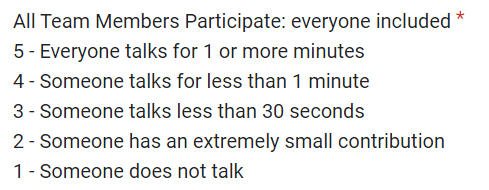 All Team Members Participate: everyone included *
5 - Everyone talks for 1 or more minutes
4 - Someone talks for less than 1 minute
3 - Someone talks less than 30 seconds
2 - Someone has an extremely small contribution
1 - Someone does not talk